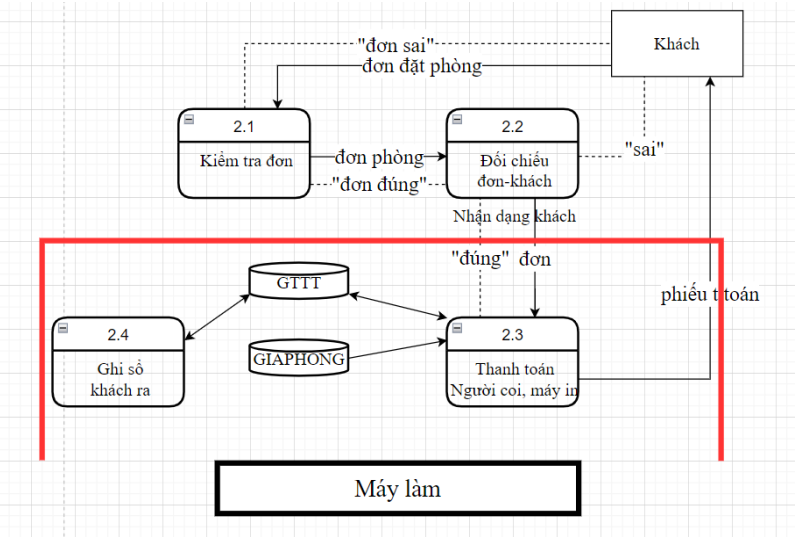 "đơn sai"
Khách
đơn đặt phòng
2.1
Kiểm tra đơn
đơn phòng
"đơn đúng"
2.2
Đối chiếu
đơn-khách
"sai"
Nhận dạng khách
"đúng"
đơn
GTTT
phiếu t.toán
2.4
Ghi sổ
khách ra
GIAPHONG
2.3
Thanh toán
Người coi, máy in
Máy làm